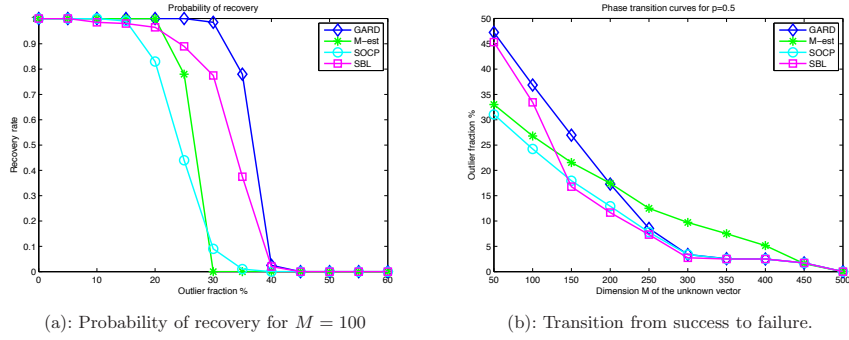 Probability of recovery
Recovery rate
1
0.9
0.8
0.7
0.6
0.5
0.4
0.3
0.2
0.1
0
0 10 20 30 40 50 60
Outlier fraction %
GARD
M-est
SOCP
SBL
(a): Probability of recovery for M = 100
Phase transition curves for p=0.5
Outlier fraction %
50
45
40
35
30
25
20
15
10
5
0
50 100 150 200 250 300 350 400 450 500
Dimension M of the unknown vector
GARD
M-est
SOCP
SBL
(b): Transition from success to failure.